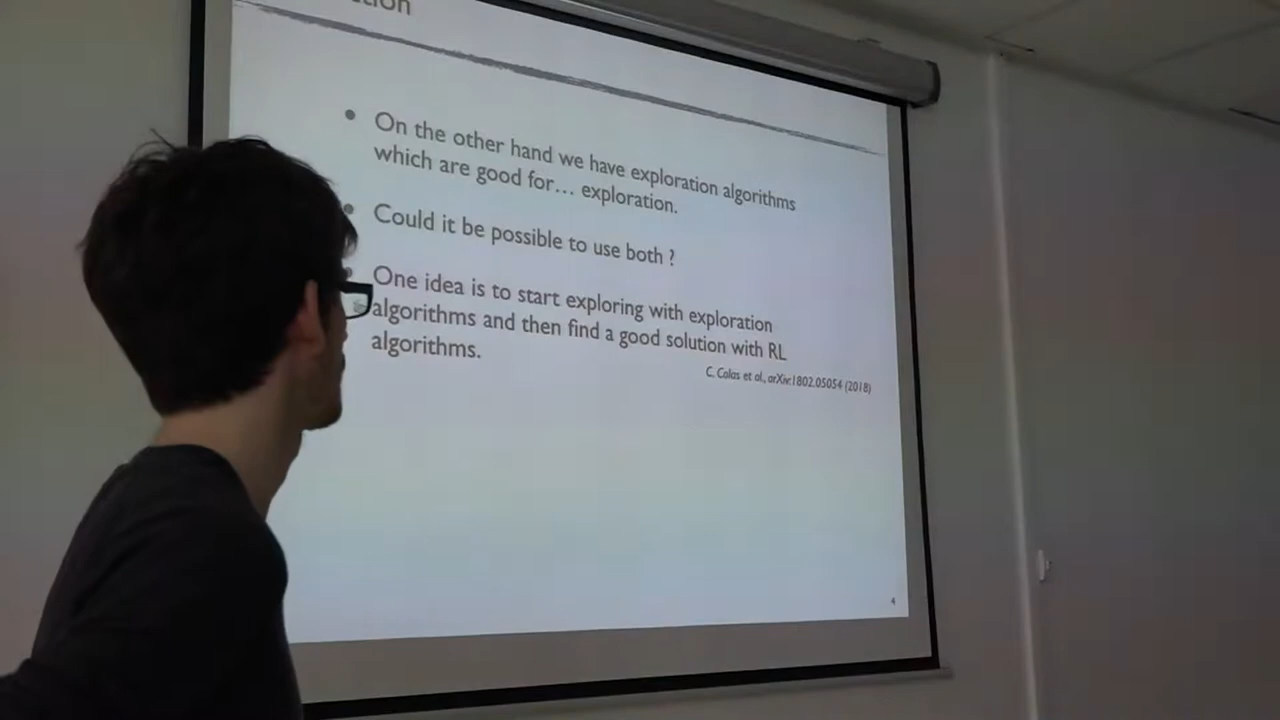 On the other hand we have exploration algorithms
which are good for... exploration.
Could it be possible to use both ?
One idea is to start exploring with exploration
algorithms and then find a good solution with RL
algorithms.
C. Colas et al., arXiv:1802.05054 (2018)
4